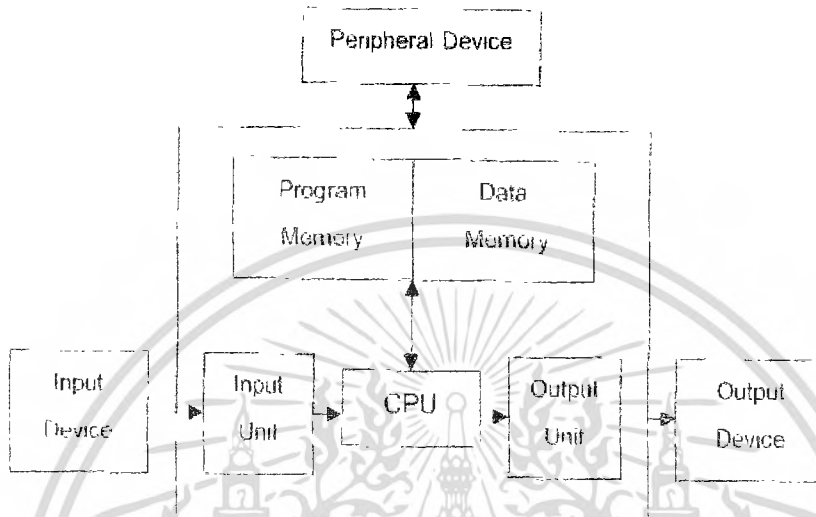 Peripheral Device
Program
Memory
Data
Memory
Input
Device
Input
Unit
CPU
Output
Unit
Output
Device